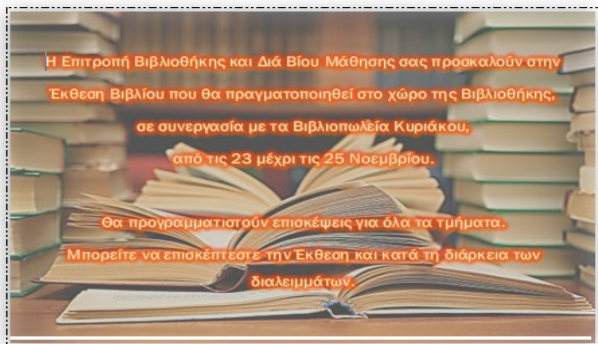 Η Επιτροπή Βιβλιοθήκης και Διά Βίου Μάθησης σας προσκαλούν στην
Έκθεση Βιβλίου που θα πραγματοποιηθεί στο χώρο της Βιβλιοθήκης,
σε συνεργασία με τα Βιβλιοπωλεία Κυριάκου,
από τις 23 μέχρι τις 25 Νοεμβρίου.
Θα προγραμματιστούν επισκέψεις για όλα τα τμήματα.
Μπορείτε να επισκέπτεστε την Έκθεση και κατά τη διάρκεια των
διαλειμμάτων.